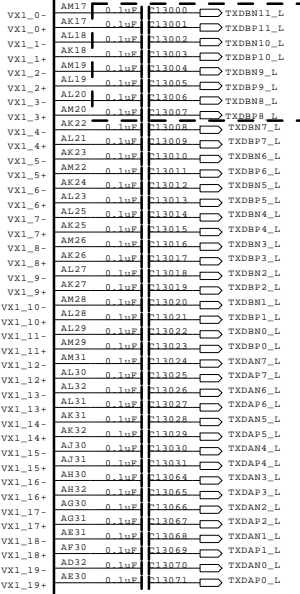 VX1_0- AM17 0.1uF C13000 TXDBN11_L
VX1_0+ AK17 0.1uF C13001 TXDBP11_L
VX1_1- AL18 0.1uF C13002 TXDBN10_L
VX1_1+ AK18 0.1uF C13003 TXDBP10_L
VX1_2- AM19 0.1uF C13004 TXDBN9_L
VX1_2+ AL19 0.1uF C13005 TXDBP9_L
VX1_3- AL20 0.1uF C13006 TXDBN8_L
VX1_3+ AM20 0.1uF C13007 TXDBP8_L
VX1_4- AK22 0.1uF C13008 TXDBN7_L
VX1_4+ AL21 0.1uF C13009 TXDBP7_L
VX1_5- AK23 0.1uF C13010 TXDBN6_L
VX1_5+ AM22 0.1uF C13011 TXDBP6_L
VX1_6- AK24 0.1uF C13012 TXDBN5_L
VX1_6+ AL23 0.1uF C13013 TXDBP5_L
VX1_7- AL25 0.1uF C13014 TXDBN4_L
VX1_7+ AK25 0.1uF C13015 TXDBP4_L
VX1_8- AM26 0.1uF C13016 TXDBN3_L
VX1_8+ AK26 0.1uF C13017 TXDBP3_L
VX1_9- AL27 0.1uF C13018 TXDBN2_L
VX1_9+ AK27 0.1uF C13019 TXDBP2_L
VX1_10- AM28 0.1uF C13020 TXDBN1_L
VX1_10+ AL28 0.1uF C13021 TXDBP1_L
VX1_11- AL29 0.1uF C13022 TXDBN0_L
VX1_11+ AM29 0.1uF C13023 TXDBP0_L
VX1_12- AM31 0.1uF C13024 TXDAN7_L
VX1_12+ AL30 0.1uF C13025 TXDAP7_L
VX1_13- AL32 0.1uF C13026 TXDAN6_L
VX1_13+ AL31 0.1uF C13027 TXDAP6_L
VX1_14- AK31 0.1uF C13028 TXDAN5_L
VX1_14+ AK32 0.1uF C13029 TXDAP5_L
VX1_15- AJ30 0.1uF C13030 TXDAN4_L
VX1_15+ AJ31 0.1uF C13031 TXDAP4_L
VX1_16- AH30 0.1uF C13064 TXDAN3_L
VX1_16+ AH32 0.1uF C13065 TXDAP3_L
VX1_17- AG30 0.1uF C13066 TXDAN2_L
VX1_17+ AG31 0.1uF C13067 TXDAP2_L
VX1_18- AE31 0.1uF C13068 TXDAN1_L
VX1_18+ AF30 0.1uF C13069 TXDAP1_L
VX1_19- AD32 0.1uF C13070 TXDAN0_L
VX1_19+ AE30 0.1uF C13071 TXDAP0_L